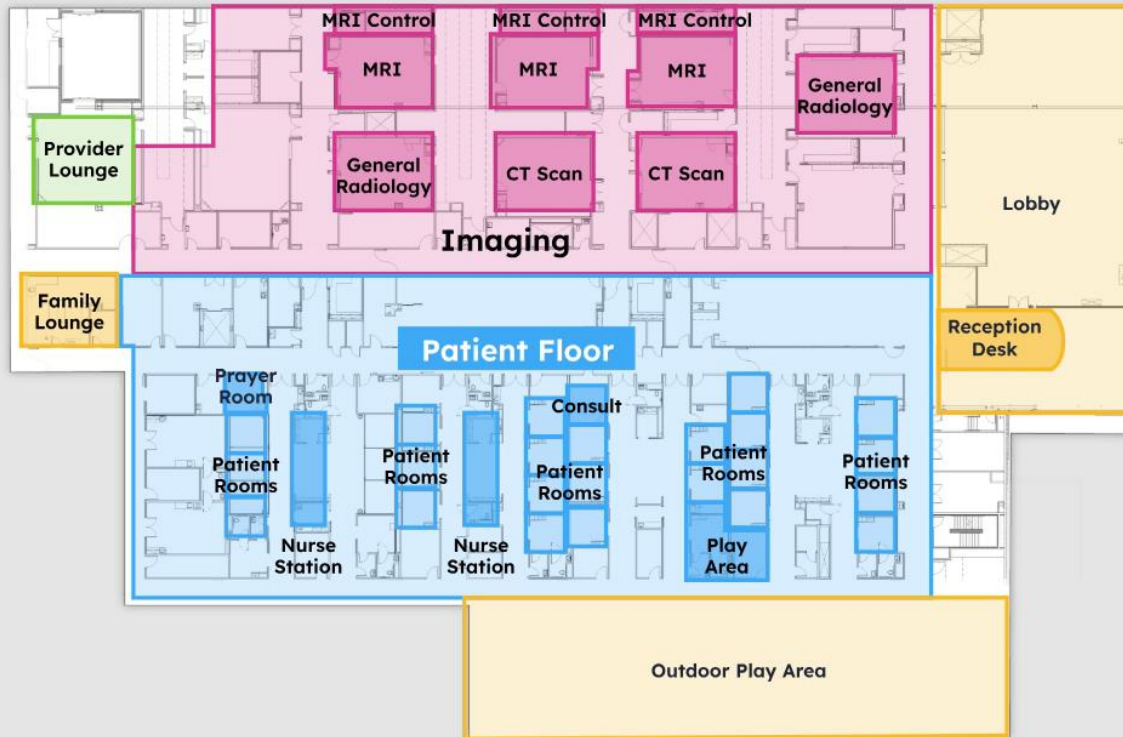 MRI Control
MRI Control
MRI Control
MRI
MRI
MRI
General
Radiology
Provider
Lounge
General
Radiology
CT Scan
CT Scan
Lobby
Imaging
Family
Lounge
Reception
Desk
Patient Floor
Prayer
Room
Consult
Patient
Rooms
Patient
Rooms
Patient
Rooms
Patient
Rooms
Patient
Rooms
Nurse
Station
Nurse
Station
Play
Area
Outdoor Play Area